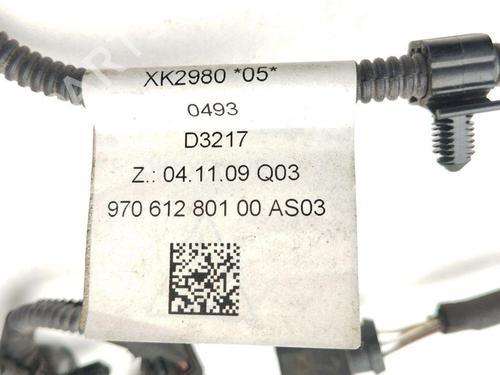 XK2980 *05*
0493
D3217
Z.: 04.11.09 Q03
970 612 801 00 AS03